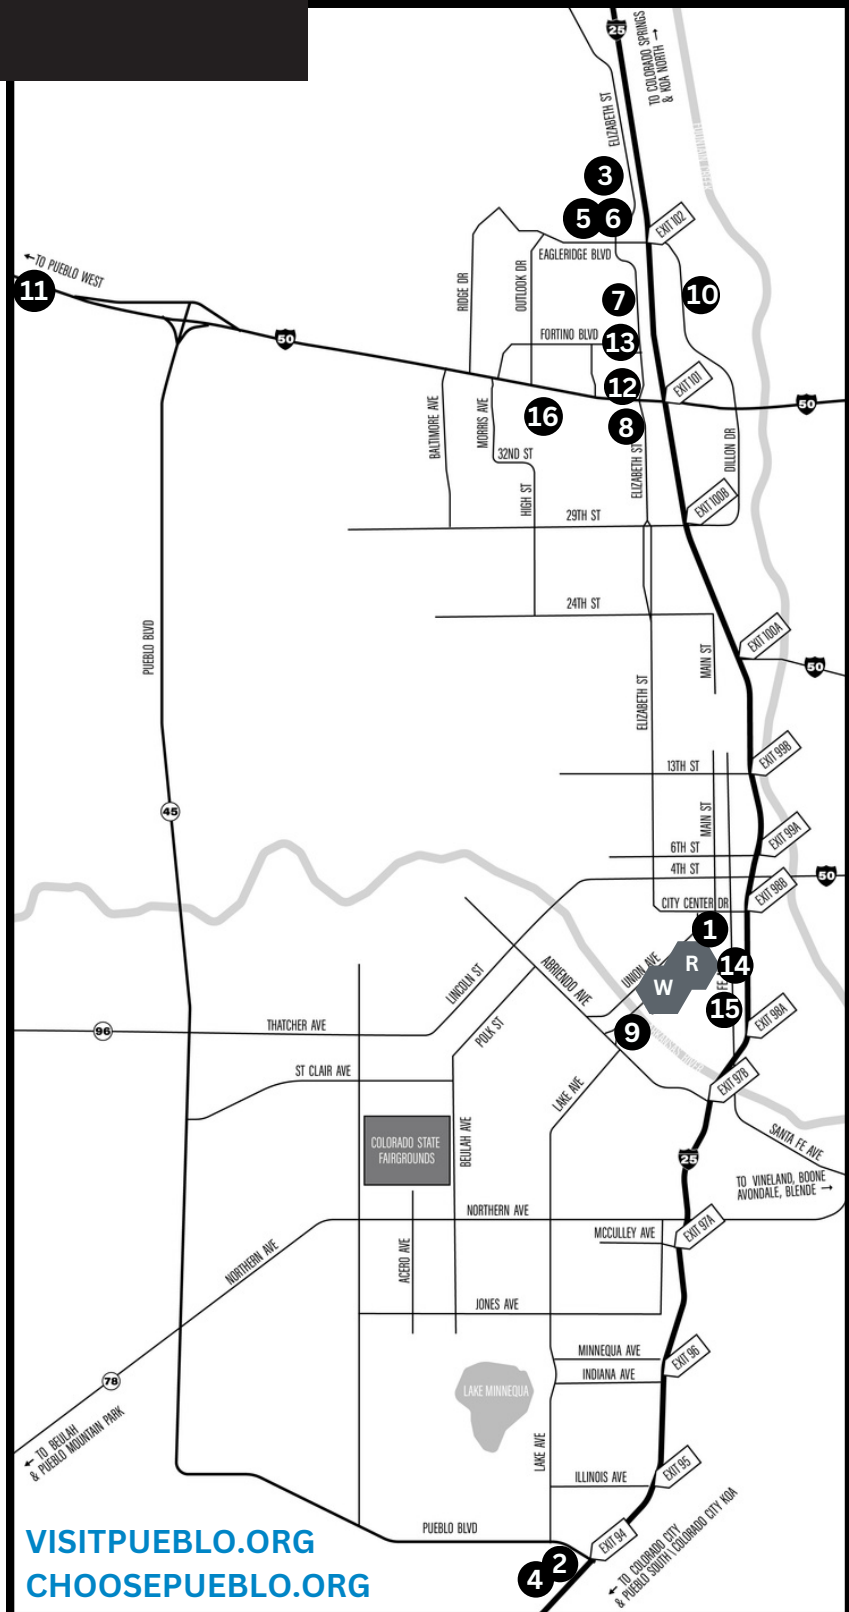 25
TO COLORADO SPRINGS →
& KOA NORTH
ELIZABETH ST
3
5
6
EXIT 102
← TO PUEBLO WEST
11
EAGLERIDGE BLVD
RIDGE DR
OUTLOOK DR
7
10
FORTINO BLVD
13
50
12
EXIT 101
50
16
8
BALTIMORE AVE
MORRIS AVE
32ND ST
ELIZABETH ST
DILLON DR
HIGH ST
EXIT 100B
29TH ST
24TH ST
EXIT 100A
PUEBLO BLVD
MAIN ST
50
ELIZABETH ST
EXIT 99B
13TH ST
45
MAIN ST
EXIT 99A
6TH ST
4TH ST
50
EXIT 98B
CITY CENTER DR
1
UNION AVE
R
14
W
FE
15
ABRIENDO AVE
LINCOLN ST
9
EXIT 98A
96
THATCHER AVE
POLK ST
ARKANSAS RIVER
ST CLAIR AVE
LAKE AVE
EXIT 97B
COLORADO STATE
FAIRGROUNDS
BEULAH AVE
SANTA FE AVE
25
TO VINELAND, BOONE
AVONDALE, BLENDE →
NORTHERN AVE
MCCULLEY AVE
EXIT 97A
NORTHERN AVE
ACERO AVE
JONES AVE
MINNEQUA AVE
EXIT 96
INDIANA AVE
78
LAKE MINNEQUA
← TO BEULAH
& PUEBLO MOUNTAIN PARK
LAKE AVE
EXIT 95
ILLINOIS AVE
PUEBLO BLVD
EXIT 94
VISITPUEBLO.ORG
CHOOSEPUEBLO.ORG
2
4
← TO COLORADO CITY
& PUEBLO SOUTH | COLORADO CITY KOA